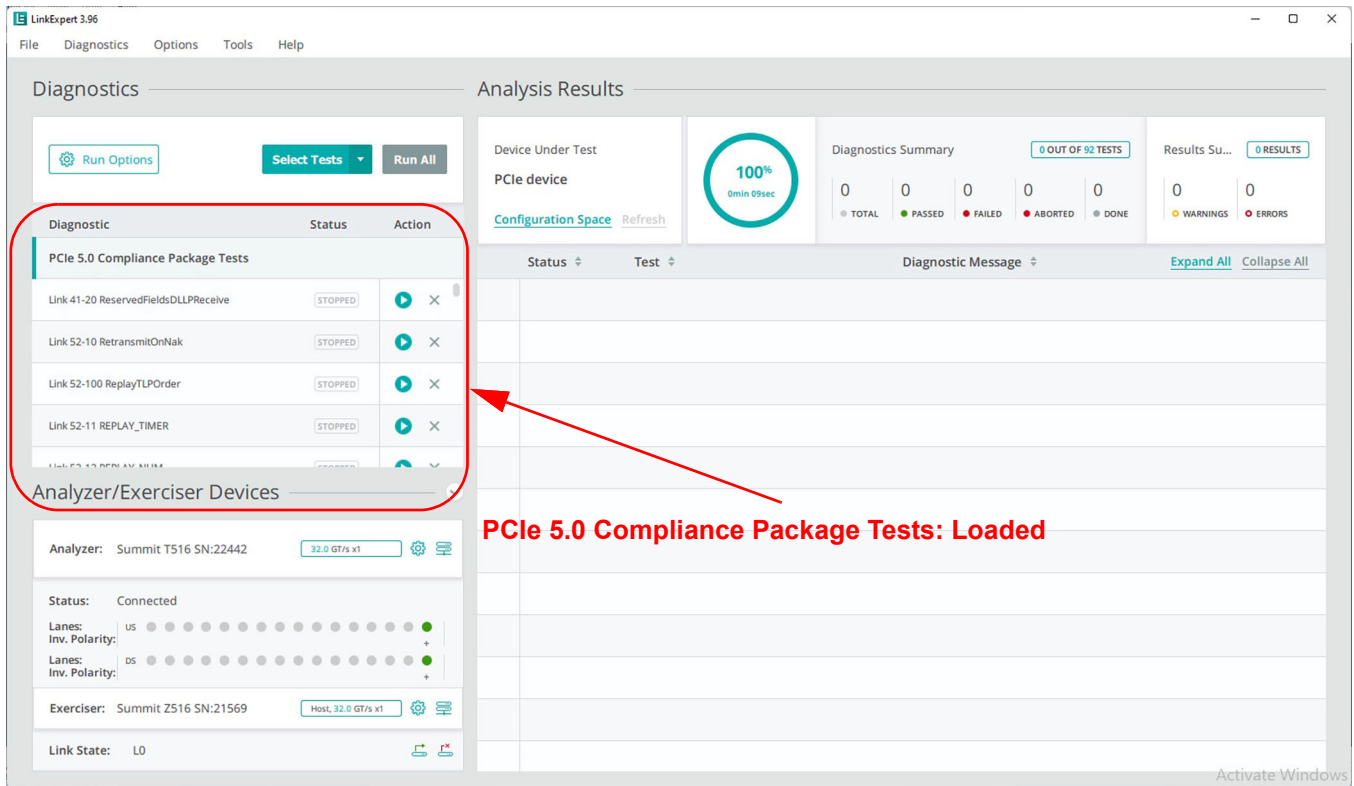 LinkExpert 3.96
File Diagnostics Options Tools Help
Diagnostics
Run Options
Select Tests
Run All
Diagnostic Status Action
PCIe 5.0 Compliance Package Tests
Link 41-20 ReservedFieldsDLLPReceive STOPPED
Link 52-10 RetransmitOnNak STOPPED
Link 52-100 ReplayTLPOrder STOPPED
Link 52-11 REPLAY_TIMER STOPPED
Link 52-12 REPLAY_NUM STOPPED
Analyzer/Exerciser Devices
Analyzer: Summit T516 SN:22442 32.0 GT/s x1
Status: Connected
Lanes: US
Inv. Polarity: +
Lanes: DS
Inv. Polarity: +
Exerciser: Summit Z516 SN:21569 Host, 32.0 GT/s x1
Link State: L0
Analysis Results
Device Under Test
PCIe device
Configuration Space Refresh
100%
0min 09sec
Diagnostics Summary 0 OUT OF 92 TESTS
0 0 0 0 0
TOTAL PASSED FAILED ABORTED DONE
Results Su... 0 RESULTS
0 0
WARNINGS ERRORS
Status Test Diagnostic Message Expand All Collapse All
PCIe 5.0 Compliance Package Tests: Loaded
Activate Windows